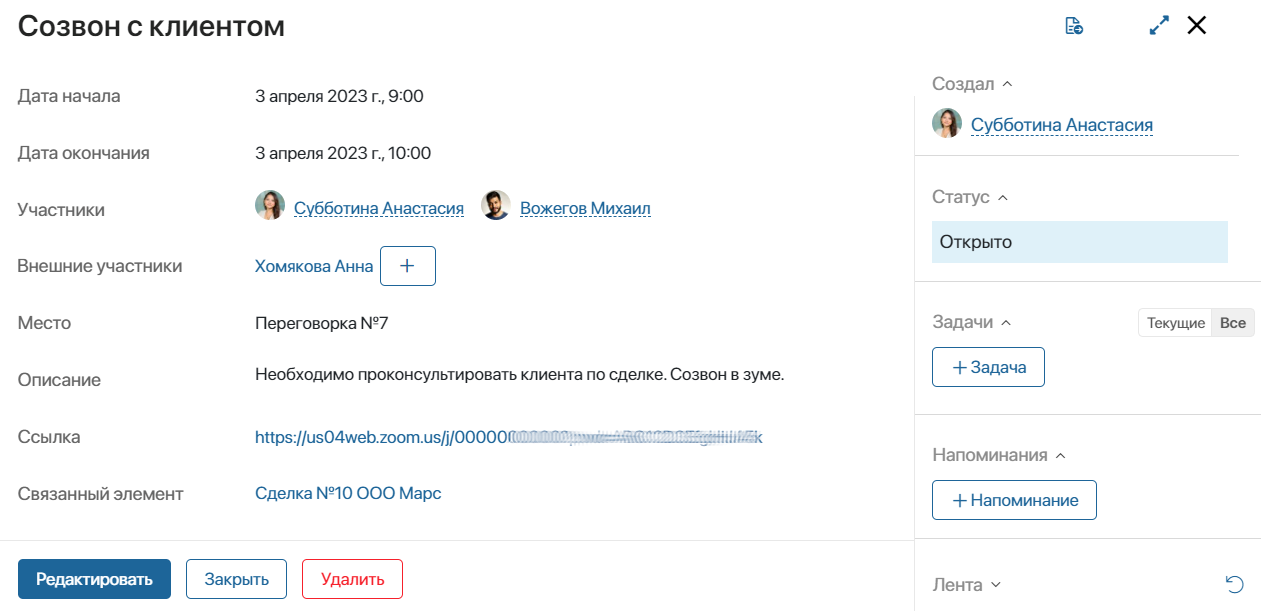 Созвон с клиентом
Дата начала
3 апреля 2023 г., 9:00
Дата окончания
3 апреля 2023 г., 10:00
Участники
Субботина Анастасия
Вожегов Михаил
Внешние участники
Хомякова Анна
+
Место
Переговорка №7
Описание
Необходимо проконсультировать клиента по сделке. Созвон в зуме.
Ссылка
https://us04web.zoom.us/j/00000
Связанный элемент
Сделка №10 ООО Марс
Редактировать
Закрыть
Удалить
Создал
Субботина Анастасия
Статус
Открыто
Задачи
Текущие Все
+ Задача
Напоминания
+ Напоминание
Лента